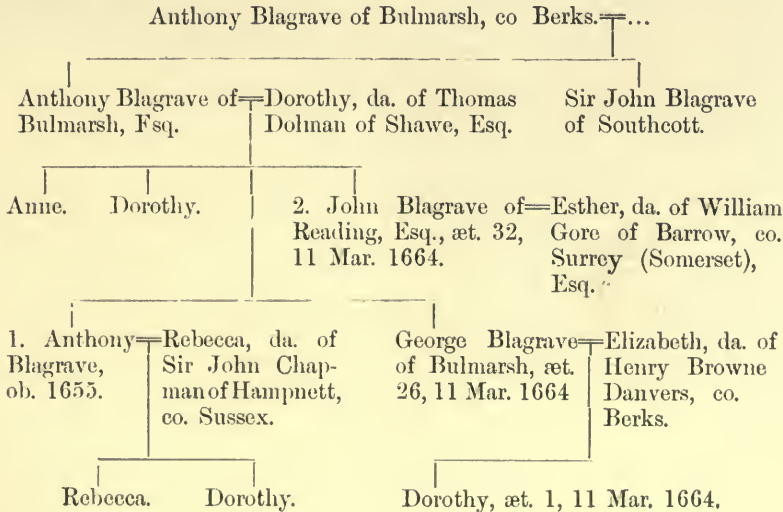 Anthony Blagrave of Bulmarsh, co Berks.=...
Anthony Blagrave of=Dorothy, da. of Thomas
Bulmarsh, Fsq.
Dolman of Shawe, Esq.
Sir John Blagrave
of Southcott.
Anne.
Dorothy.
2. John Blagrave of=Esther, da. of William
Reading, Esq., æt. 32,
11 Mar. 1664.
Gore of Barrow, co.
Surrey (Somerset),
Esq.
1. Anthony=Rebecca, da. of
Blagrave,
ob. 1655.
Sir John Chap-
man of Hampnett,
co. Sussex.
George Blagrave=Elizabeth, da. of
of Bulmarsh, æt.
26, 11 Mar. 1664
Henry Browne
Danvers, co.
Berks.
Rebecca.
Dorothy.
Dorothy, æt. 1, 11 Mar. 1664.